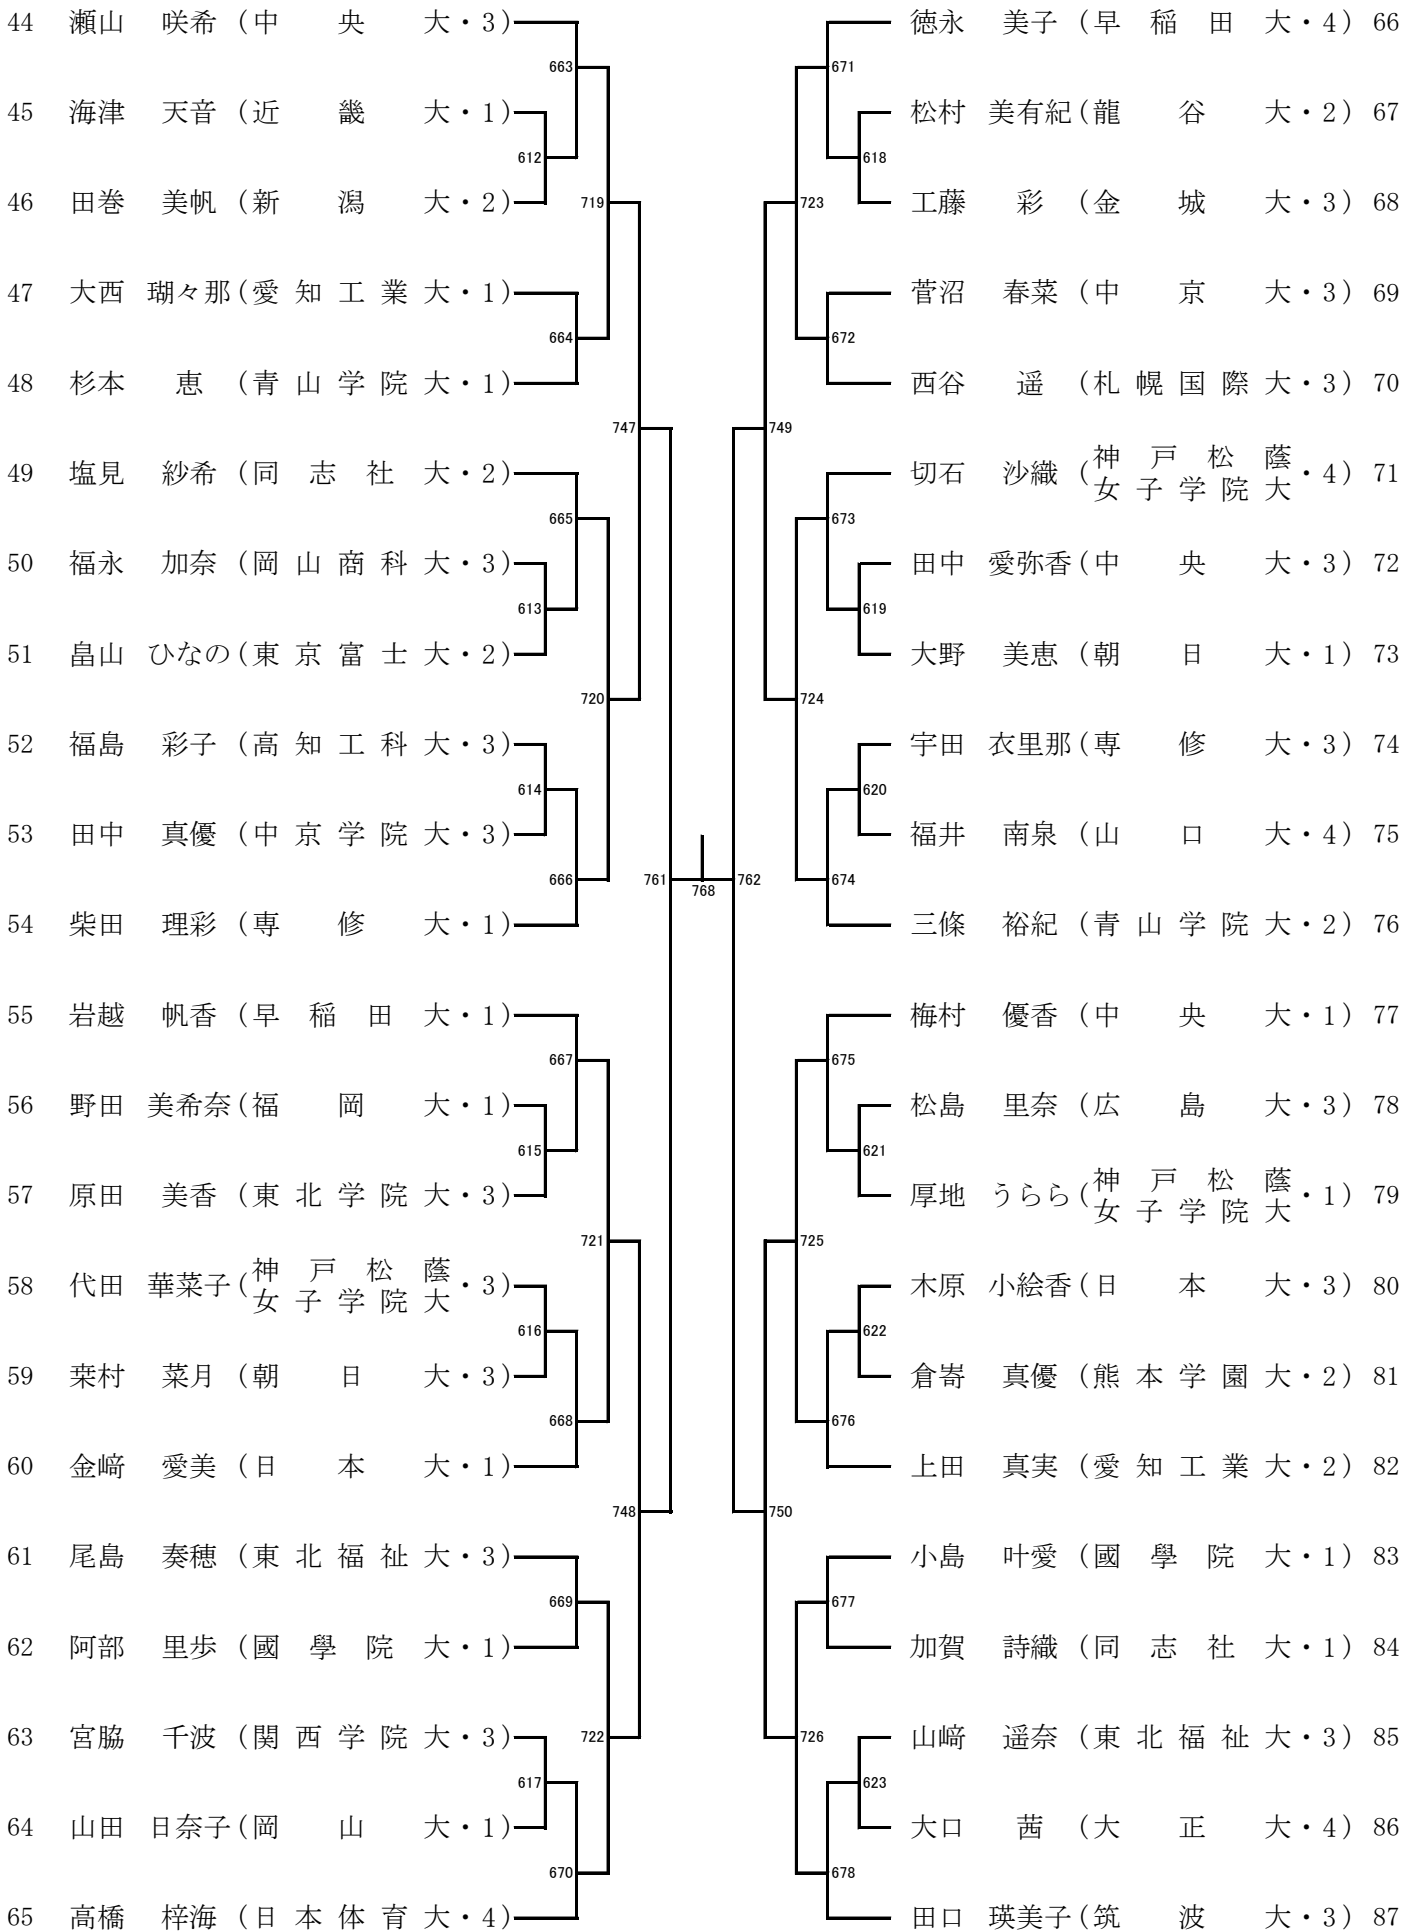 44 瀬山 咲希 (中央大・3)
663
45 海津 天音 (近畿大・1)
612
46 田巻 美帆 (新潟大・2)
719
47 大西 瑚々那 (愛知工業大・1)
664
48 杉本 恵 (青山学院大・1)
747
49 塩見 紗希 (同志社大・2)
665
50 福永 加奈 (岡山商科大・3)
613
51 畠山 ひなの (東京富士大・2)
720
52 福島 彩子 (高知工科大・3)
614
53 田中 真優 (中京学院大・3)
666
761
54 柴田 理彩 (専修大・1)
55 岩越 帆香 (早稲田大・1)
667
56 野田 美希奈 (福岡大・1)
615
57 原田 美香 (東北学院大・3)
721
58 代田 華菜子 (神戸松蔭女子学院大・3)
616
59 桒村 菜月 (朝日大・3)
668
60 金﨑 愛美 (日本大・1)
748
61 尾島 奏穂 (東北福祉大・3)
669
62 阿部 里歩 (國學院大・1)
63 宮脇 千波 (関西学院大・3)
722
617
64 山田 日奈子 (岡山大・1)
670
65 高橋 梓海 (日本体育大・4)
768
徳永 美子 (早稲田大・4) 66
671
松村 美有紀 (龍谷大・2) 67
618
工藤 彩 (金城大・3) 68
723
菅沼 春菜 (中京大・3) 69
672
西谷 遥 (札幌国際大・3) 70
749
切石 沙織 (神戸松蔭女子学院大・4) 71
673
田中 愛弥香 (中央大・3) 72
619
大野 美恵 (朝日大・1) 73
724
宇田 衣里那 (専修大・3) 74
620
福井 南泉 (山口大・4) 75
762
674
三條 裕紀 (青山学院大・2) 76
梅村 優香 (中央大・1) 77
675
松島 里奈 (広島大・3) 78
621
厚地 うらら (神戸松蔭女子学院大・1) 79
725
木原 小絵香 (日本大・3) 80
622
倉嵜 真優 (熊本学園大・2) 81
676
上田 真実 (愛知工業大・2) 82
750
小島 叶愛 (國學院大・1) 83
677
加賀 詩織 (同志社大・1) 84
726
山﨑 遥奈 (東北福祉大・3) 85
623
大口 茜 (大正大・4) 86
678
田口 瑛美子 (筑波大・3) 87